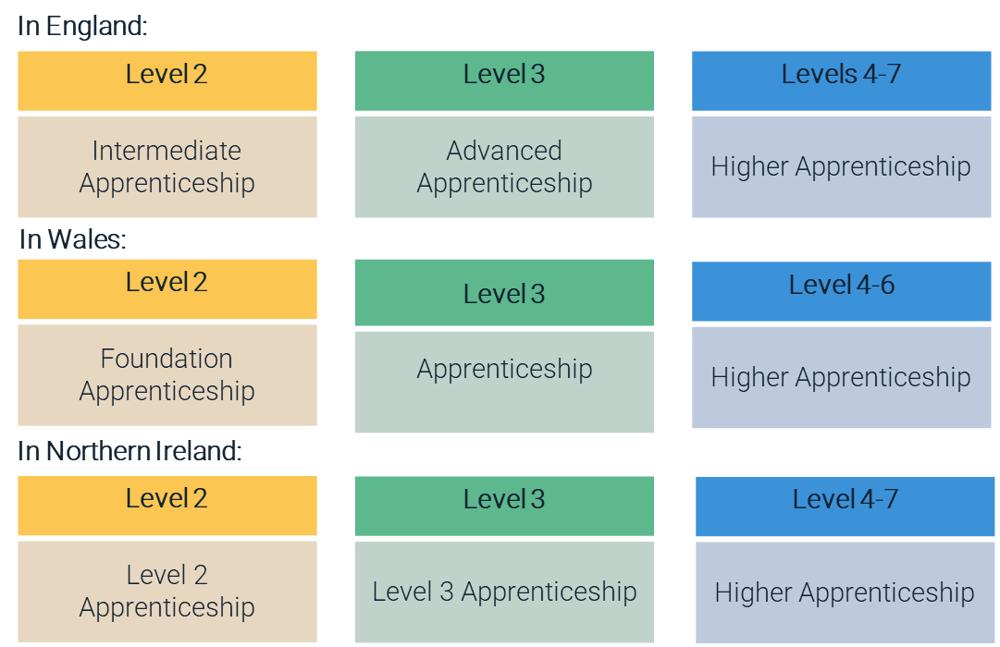 In England:
Level 2
Level 3
Levels 4-7
Intermediate
Apprenticeship
Advanced
Apprenticeship
Higher Apprenticeship
In Wales:
Level 2
Level 3
Level 4-6
Foundation
Apprenticeship
Apprenticeship
Higher Apprenticeship
In Northern Ireland:
Level 2
Level 3
Level 4-7
Level 2
Apprenticeship
Level 3 Apprenticeship
Higher Apprenticeship